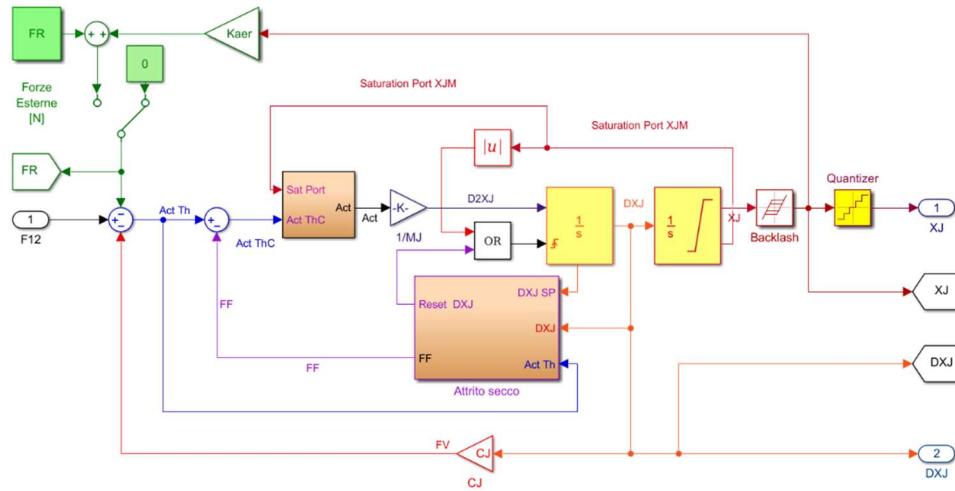 FR
+ +
Kaer
0
Forze
Esterne
[N]
Saturation Port XJM
Saturation Port XJM
FR
|u|
Quantizer
Sat Port
Act
Act ThC
1
F12
Act Th
Act ThC
Act
-K-
1/MJ
D2XJ
OR
1
s
DXJ
1
s
XJ
Backlash
1
XJ
FF
Reset DXJ
DXJ SP
DXJ
FF
Act Th
XJ
DXJ
FF
Attrito secco
FV
CJ
CJ
2
DXJ